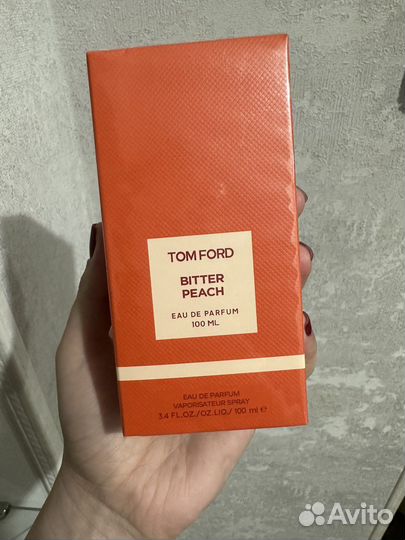 TOM FORD
BITTER
PEACH
EAU DE PARFUM
100 ML
EAU DE PARFUM
VAPORISATEUR SPRAY
3.4 FL.OZ./OZ.LIQ./ 100 ml ℮
Avito